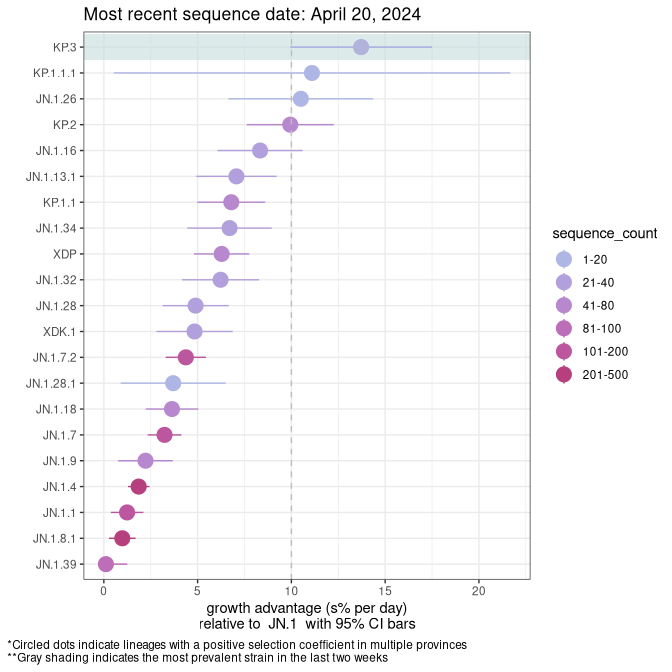 Most recent sequence date: April 20, 2024
KP.3
KP.1.1.1
JN.1.26
KP.2
JN.1.16
JN.1.13.1
KP.1.1
JN.1.34
XDP
JN.1.32
JN.1.28
XDK.1
JN.1.7.2
JN.1.28.1
JN.1.18
JN.1.7
JN.1.9
JN.1.4
JN.1.1
JN.1.8.1
JN.1.39
0 5 10 15 20
growth advantage (s% per day)
relative to JN.1 with 95% CI bars
sequence_count
1-20
21-40
41-80
81-100
101-200
201-500
*Circled dots indicate lineages with a positive selection coefficient in multiple provinces
**Gray shading indicates the most prevalent strain in the last two weeks